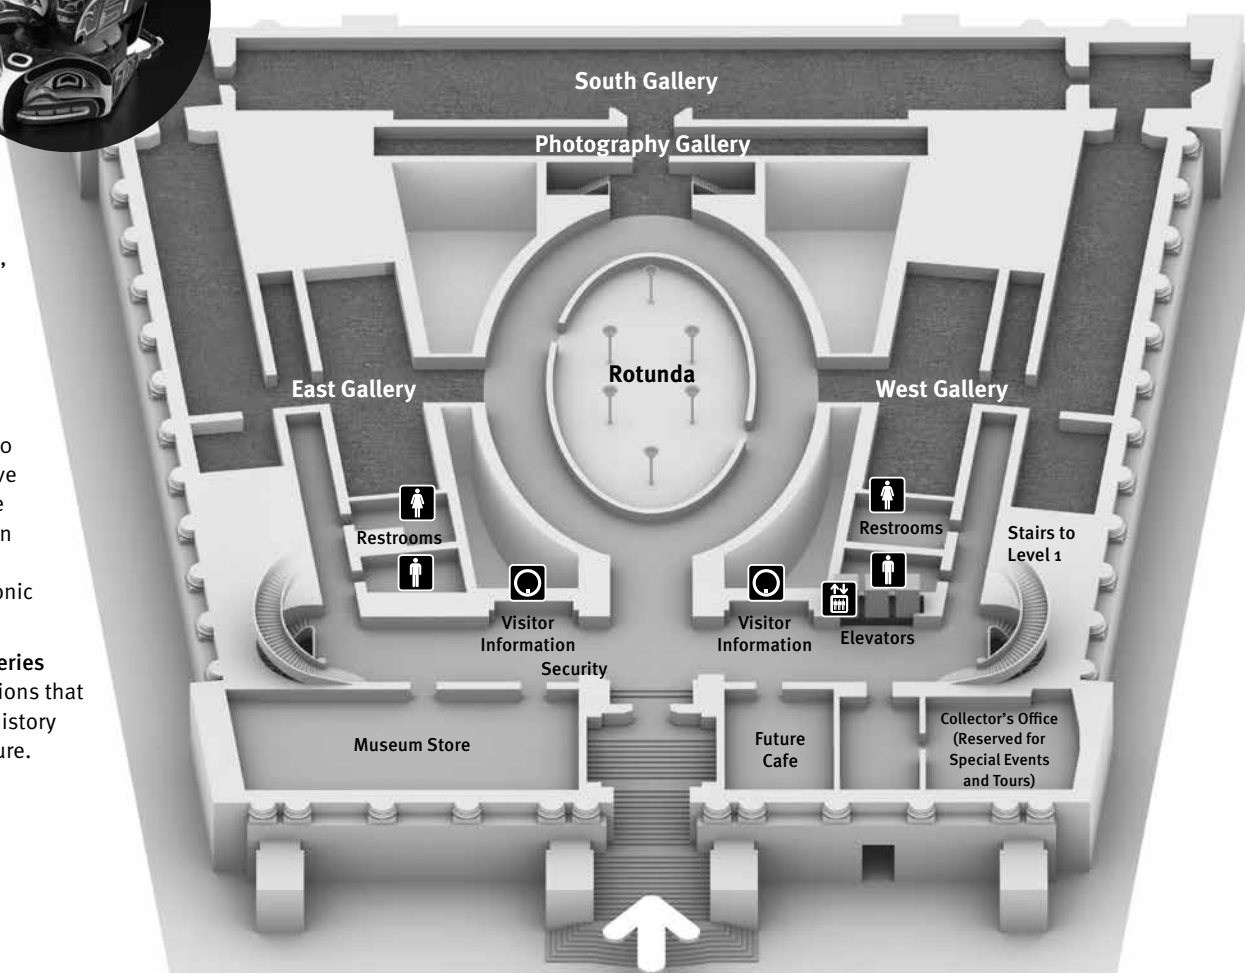 ,
o
ve
e
n
onic
eries
ions that
istory
ure.
South Gallery
Photography Gallery
Rotunda
East Gallery
West Gallery
Restrooms
Restrooms
Stairs to
Level 1
Visitor
Information
Security
Visitor
Information
Elevators
Museum Store
Future
Cafe
Collector's Office
(Reserved for
Special Events
and Tours)